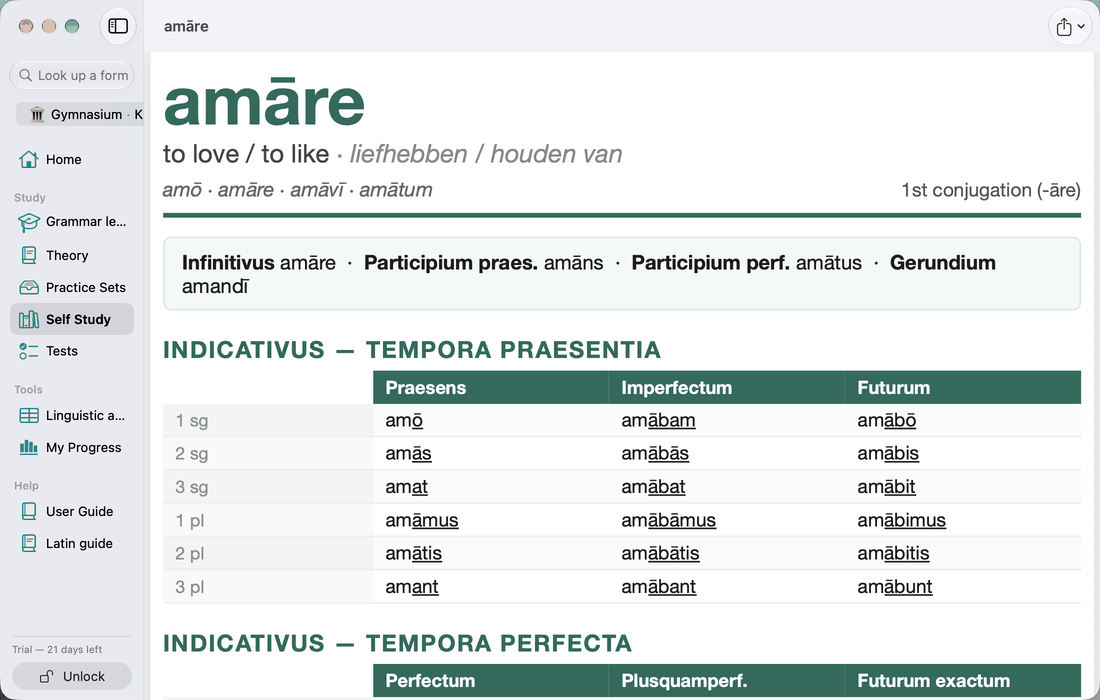 amāre
Look up a form
Gymnasium · K
Home
Study
Grammar le...
Theory
Practice Sets
Self Study
Tests
Tools
Linguistic a...
My Progress
Help
User Guide
Latin guide
Trial — 21 days left
Unlock
amāre
to love / to like · liefhebben / houden van
amō · amāre · amāvī · amātum 1st conjugation (-āre)
Infinitivus amāre · Participium praes. amāns · Participium perf. amātus · Gerundium
amandī
INDICATIVUS — TEMPORA PRAESENTIA
Praesens Imperfectum Futurum
1 sg amō amābam amābō
2 sg amās amābās amābis
3 sg amat amābat amābit
1 pl amāmus amābāmus amābimus
2 pl amātis amābātis amābitis
3 pl amant amābant amābunt
INDICATIVUS — TEMPORA PERFECTA
Perfectum Plusquamperf. Futurum exactum